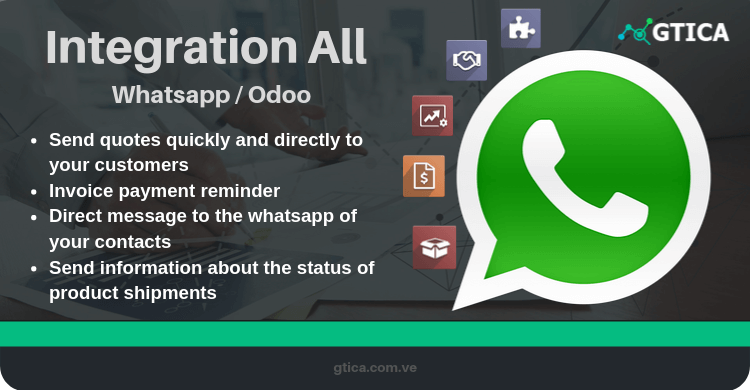 Integration All
GTICA
Whatsapp / Odoo
• Send quotes quickly and directly to
your customers
• Invoice payment reminder
• Direct message to the whatsapp of
your contacts
• Send information about the status of
product shipments
$
gtica.com.ve